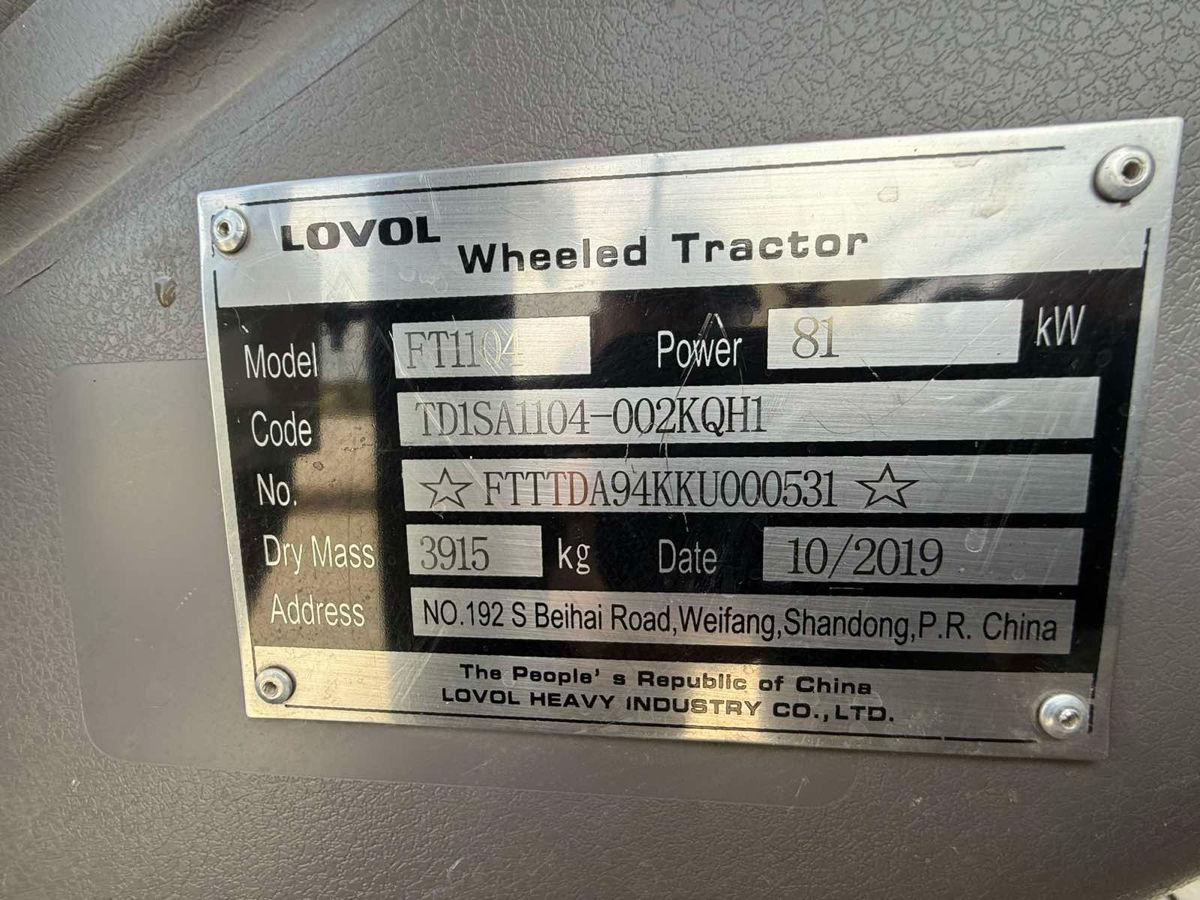 LOVOL Wheeled Tractor
Model FT1104 Power 81 kW
Code TD1SA1104-002KQH1
No. ☆ FTTTDA94KKU000531 ☆
Dry Mass 3915 kg Date 10/2019
Address NO.192 S Beihai Road,Weifang,Shandong,P.R. China
The People's Republic of China
LOVOL HEAVY INDUSTRY CO.,LTD.